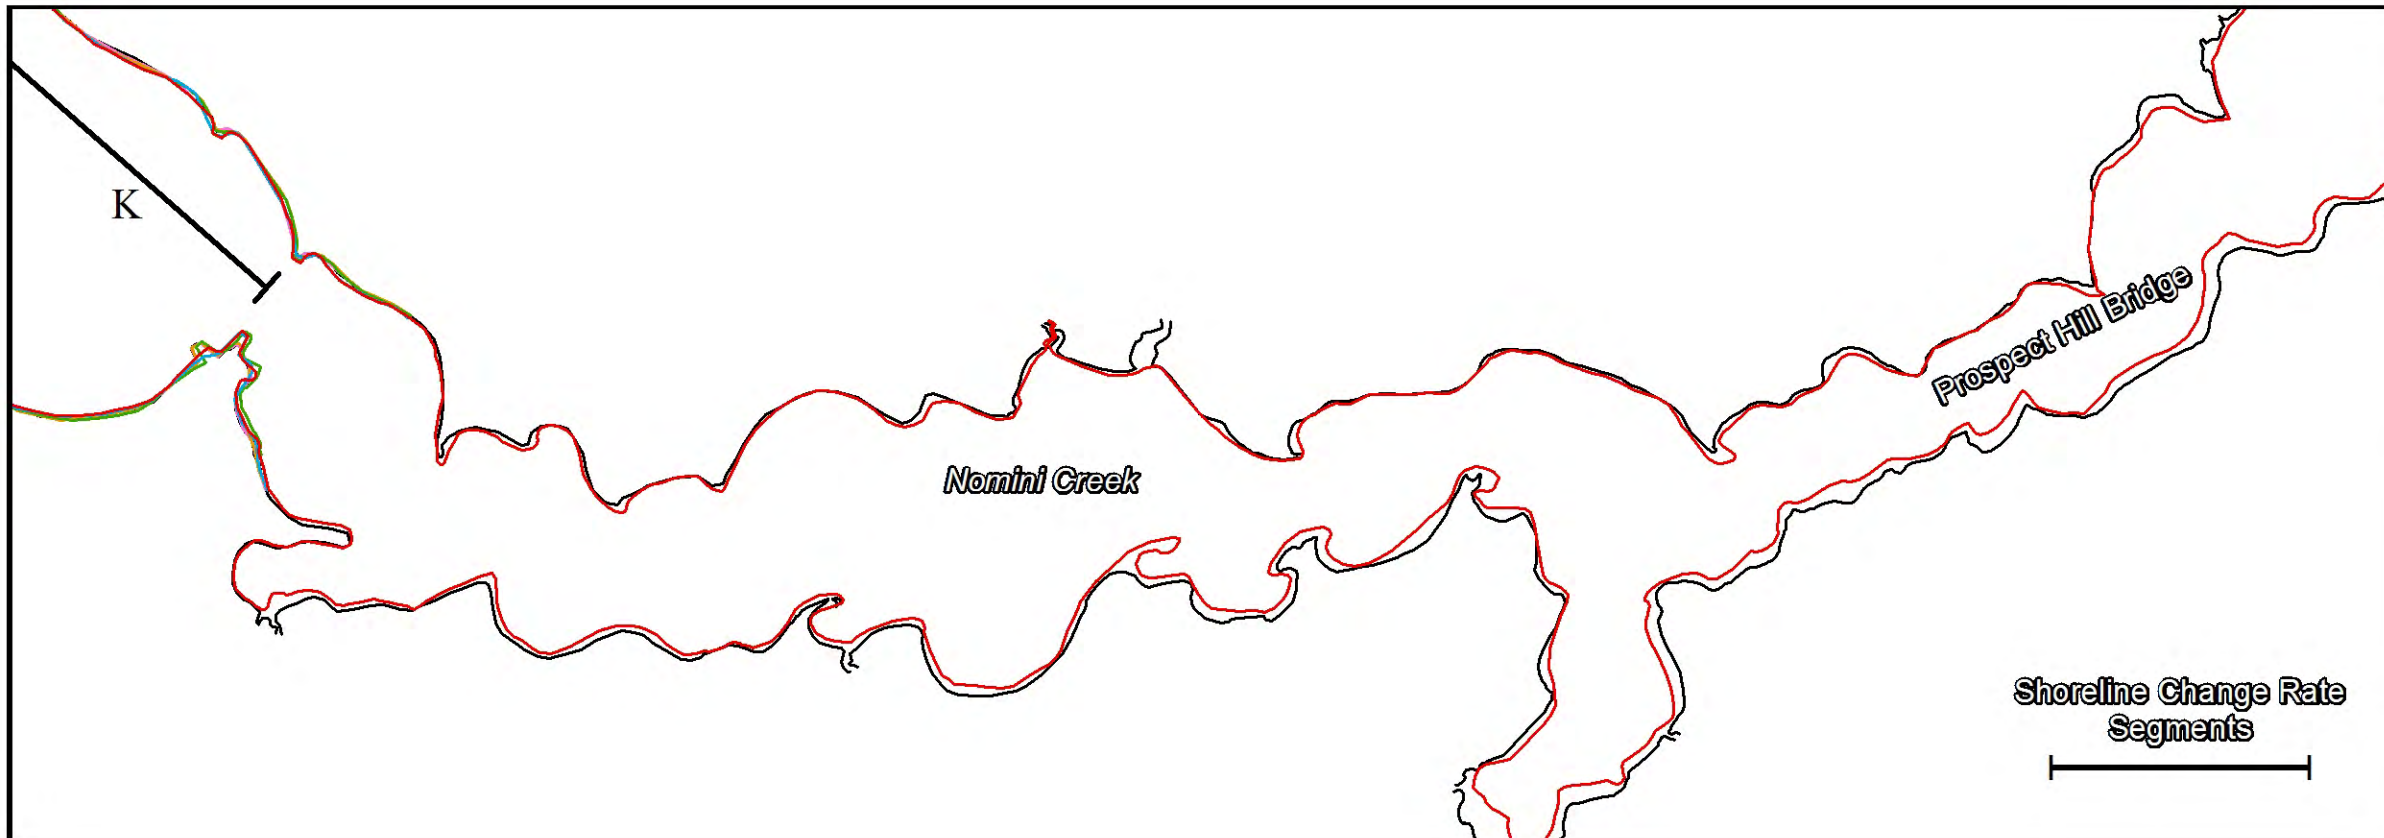 K
Nomini Creek
Prospect Hill Bridge
Shoreline Change Rate
Segments